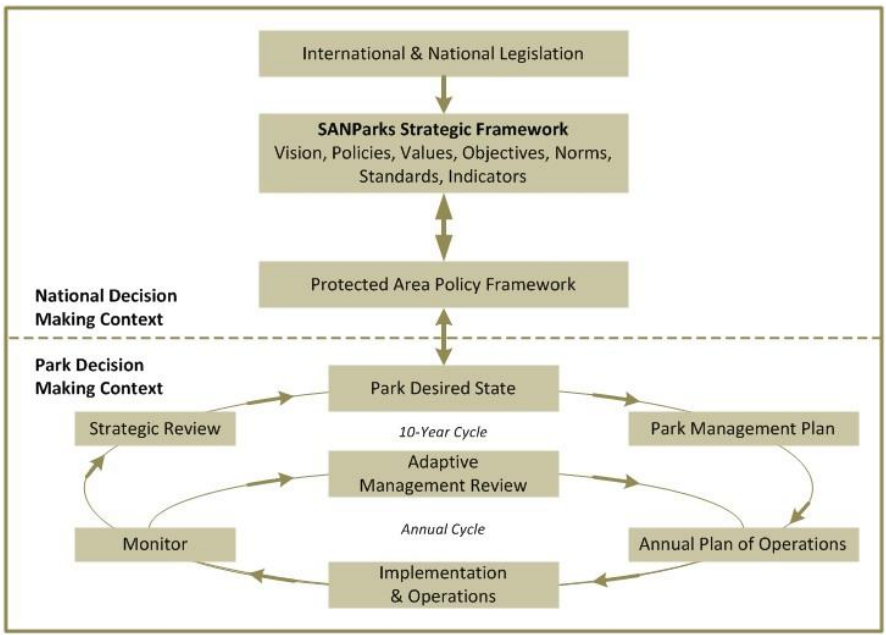 International & National Legislation
SANParks Strategic Framework
Vision, Policies, Values, Objectives, Norms,
Standards, Indicators
Protected Area Policy Framework
National Decision
Making Context
Park Decision
Making Context
Park Desired State
Strategic Review
10-Year Cycle
Park Management Plan
Adaptive
Management Review
Annual Cycle
Monitor
Annual Plan of Operations
Implementation
& Operations